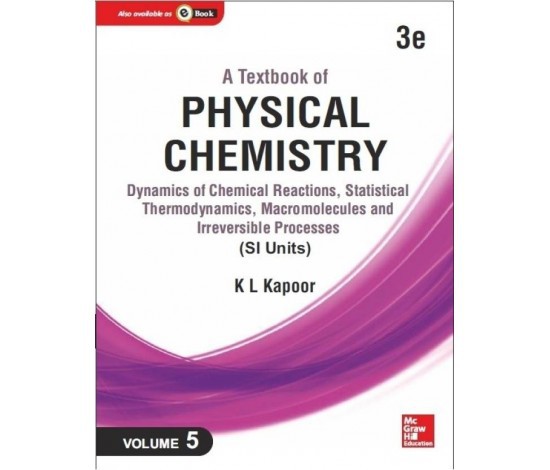 Also available as e Book
3e
A Textbook of
PHYSICAL
CHEMISTRY
Dynamics of Chemical Reactions, Statistical
Thermodynamics, Macromolecules and
Irreversible Processes
(SI Units)
K L Kapoor
Mc
Graw
Hill
Education
VOLUME 5